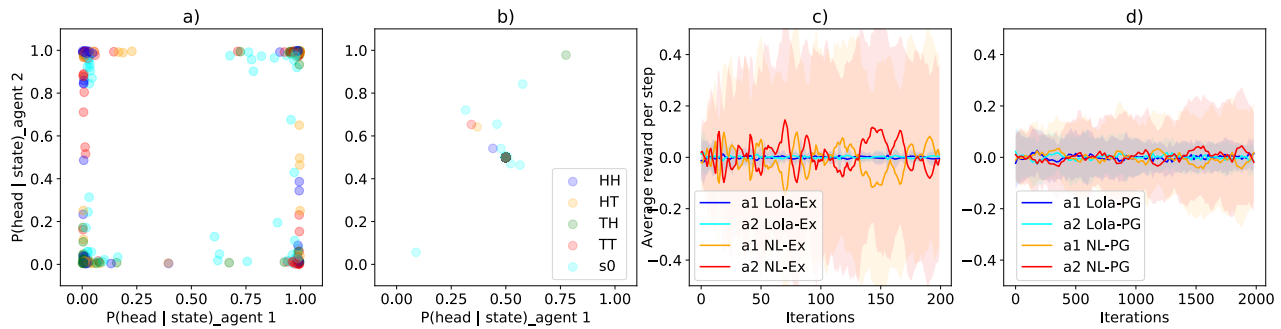 a)
P(head | state)_agent 2
1.0
0.8
0.6
0.4
0.2
0.0
0.00 0.25 0.50 0.75 1.00
P(head | state)_agent 1
b)
1.0
0.8
0.6
0.4
0.2
0.0
HH
HT
TH
TT
s0
0.00 0.25 0.50 0.75 1.00
P(head | state)_agent 1
c)
Average reward per step
0.4
0.2
0.0
−0.2
−0.4
a1 Lola-Ex
a2 Lola-Ex
a1 NL-Ex
a2 NL-Ex
0 50 100 150 200
Iterations
d)
0.4
0.2
0.0
−0.2
−0.4
a1 Lola-PG
a2 Lola-PG
a1 NL-PG
a2 NL-PG
0 500 1000 1500 2000
Iterations